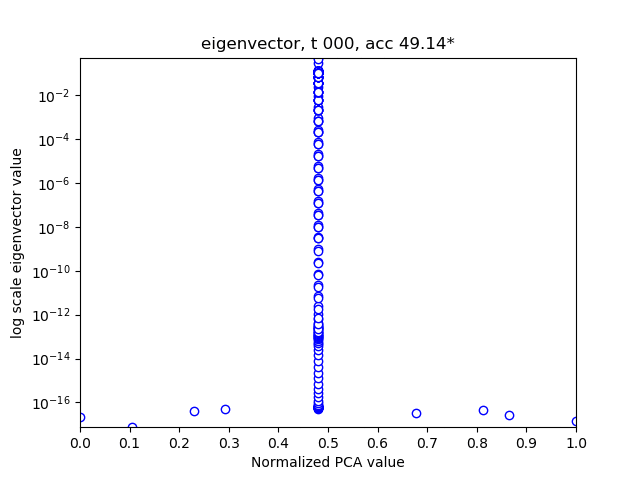 eigenvector, t 000, acc 49.14*
log scale eigenvector value
10⁻²
10⁻⁴
10⁻⁶
10⁻⁸
10⁻¹⁰
10⁻¹²
10⁻¹⁴
10⁻¹⁶
0.0 0.1 0.2 0.3 0.4 0.5 0.6 0.7 0.8 0.9 1.0
Normalized PCA value